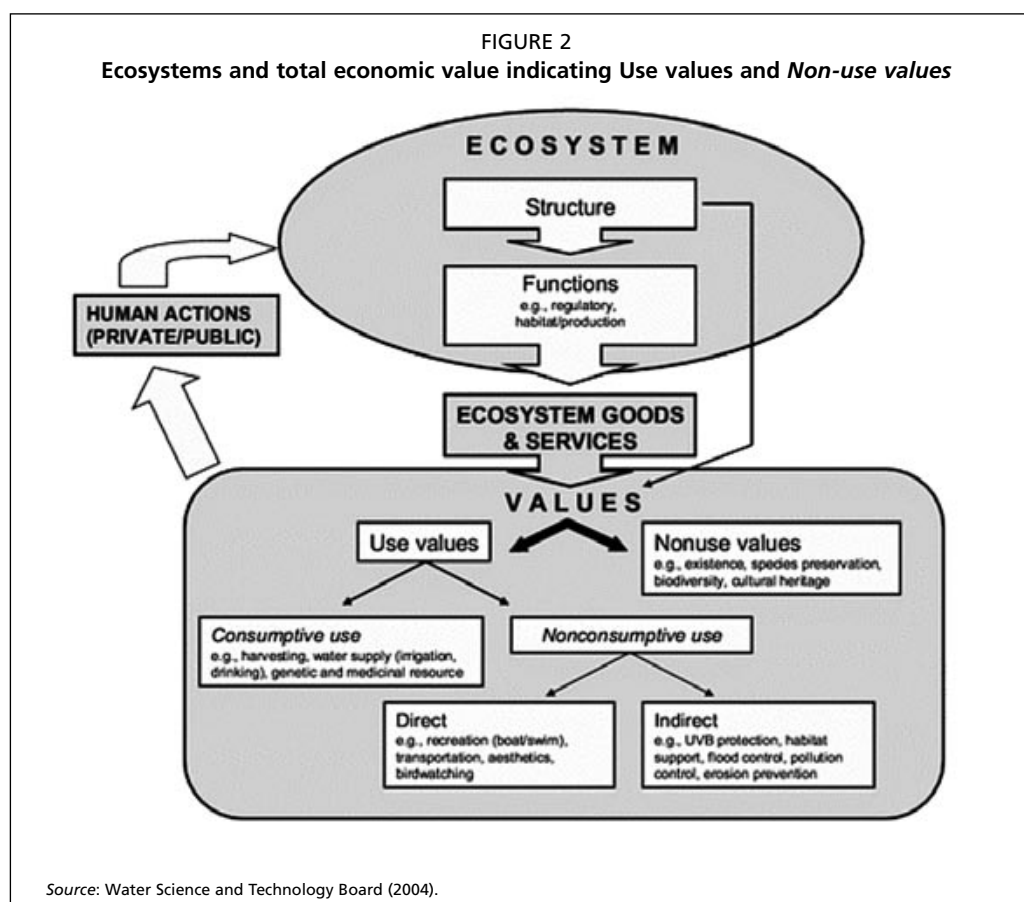 FIGURE 2
Ecosystems and total economic value indicating Use values and Non-use values
ECOSYSTEM
Structure
Functions
e.g., regulatory,
habitat/production
HUMAN ACTIONS
(PRIVATE/PUBLIC)
ECOSYSTEM GOODS
& SERVICES
VALUES
Use values
Nonuse values
e.g., existence, species preservation,
biodiversity, cultural heritage
Consumptive use
e.g., harvesting, water supply (irrigation,
drinking), genetic and medicinal resource
Nonconsumptive use
Direct
e.g., recreation (boat/swim),
transportation, aesthetics,
birdwatching
Indirect
e.g., UVB protection, habitat
support, flood control, pollution
control, erosion prevention
Source: Water Science and Technology Board (2004).